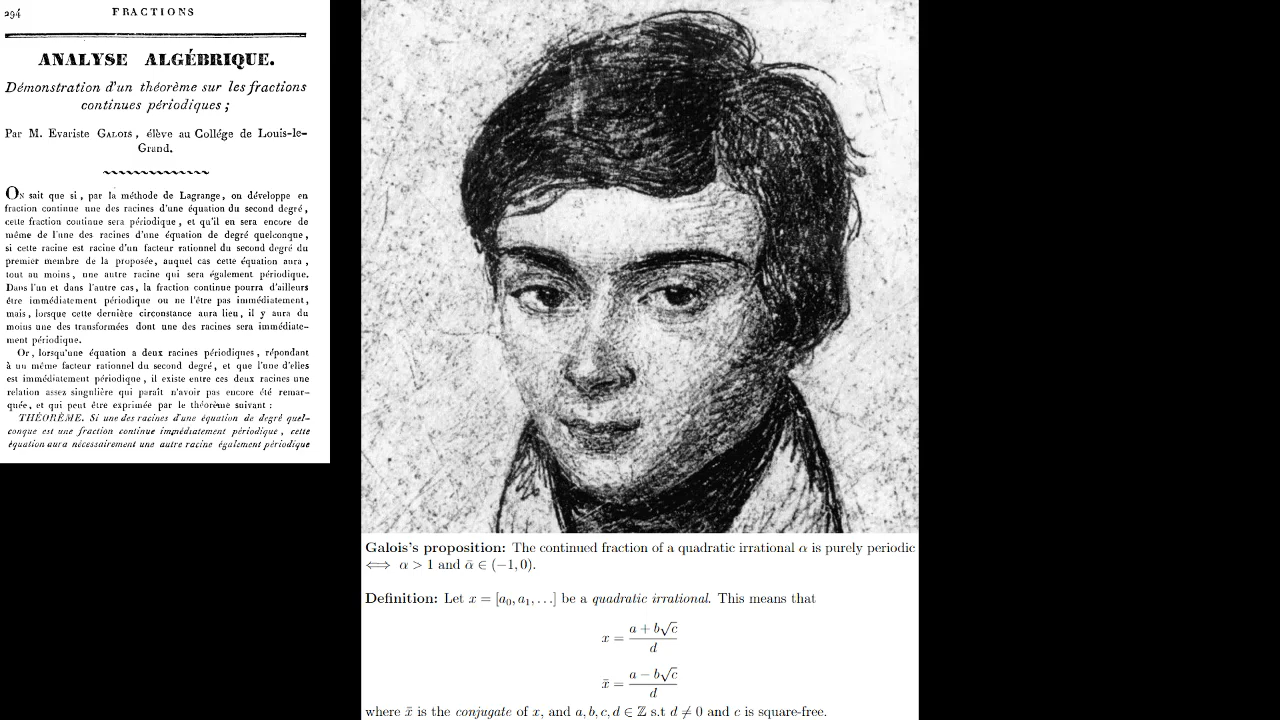 294
FRACTIONS
ANALYSE ALGÉBRIQUE.
Démonstration d'un théorème sur les fractions
continues périodiques ;
Par M. Evariste GALOIS, élève au Collége de Louis-le-
Grand.
ON sait que si, par la méthode de Lagrange, on développe en
fraction continue une des racines d'une équation du second degré,
cette fraction continue sera périodique, et qu'il en sera encore de
même de l'une des racines d'une équation de degré quelconque,
si cette racine est racine d'un facteur rationnel du second degré du
premier membre de la proposée, auquel cas cette équation aura,
tout au moins, une autre racine qui sera également périodique.
Dans l'un et dans l'autre cas, la fraction continue pourra d'ailleurs
être immédiatement périodique ou ne l'être pas immédiatement,
mais, lorsque cette dernière circonstance aura lieu, il y aura du
moins une des transformées dont une des racines sera immédiate-
ment périodique.
Or, lorsqu'une équation a deux racines périodiques, répondant
à un même facteur rationnel du second degré, et que l'une d'elles
est immédiatement périodique, il existe entre ces deux racines une
relation assez singulière qui paraît n'avoir pas encore été remar-
quée, et qui peut être exprimée par le théorème suivant :
THÉORÈME. Si une des racines d'une équation de degré quel-
conque est une fraction continue immédiatement périodique, cette
équation aura nécessairement une autre racine également périodique
Galois's proposition: The continued fraction of a quadratic irrational α is purely periodic
⟺ α > 1 and ᾱ ∈ (−1, 0).
Definition: Let x = [a₀, a₁, …] be a quadratic irrational. This means that
x = (a + b√c)/d
x̄ = (a − b√c)/d
where x̄ is the conjugate of x, and a, b, c, d ∈ ℤ s.t d ≠ 0 and c is square-free.